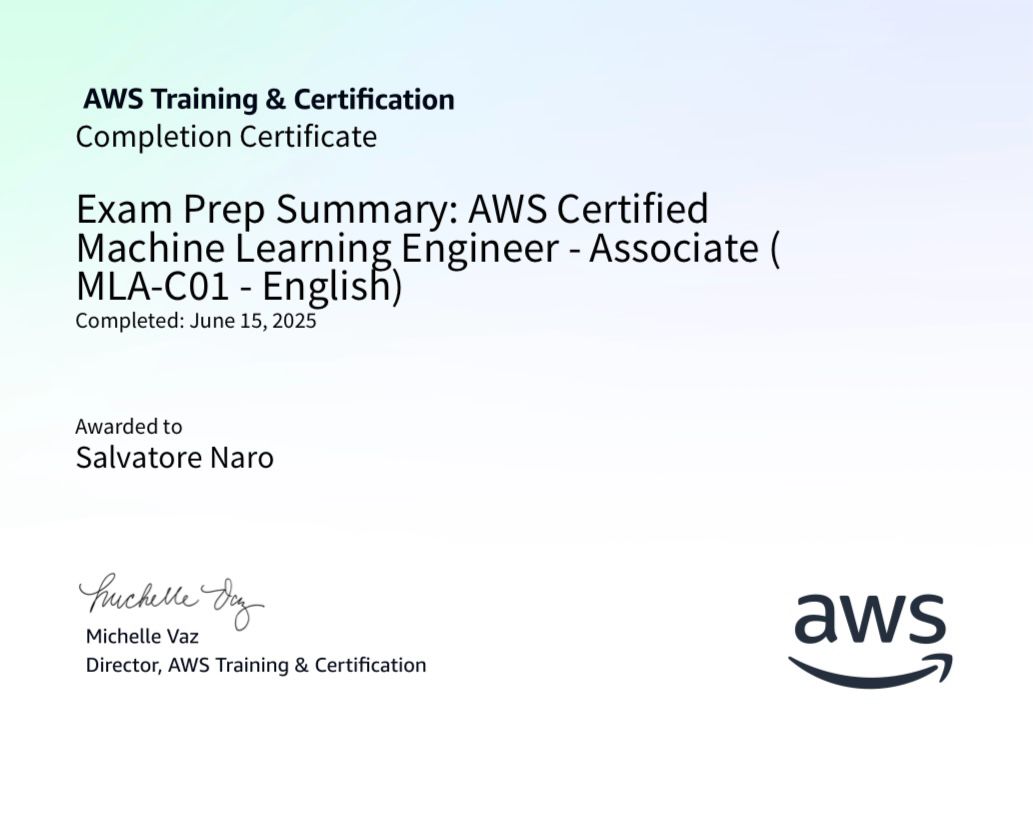 AWS Training & Certification
Completion Certificate
Exam Prep Summary: AWS Certified
Machine Learning Engineer - Associate (
MLA-C01 - English)
Completed: June 15, 2025
Awarded to
Salvatore Naro
Michelle Vaz
Michelle Vaz
Director, AWS Training & Certification
aws